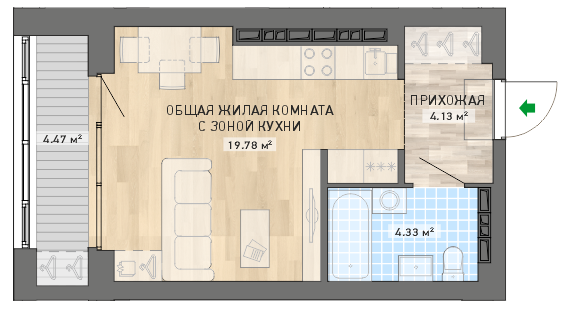 ОБЩАЯ ЖИЛАЯ КОМНАТА
С ЗОНОЙ КУХНИ
19.78 м²
ПРИХОЖАЯ
4.13 м²
4.47 м²
4.33 м²